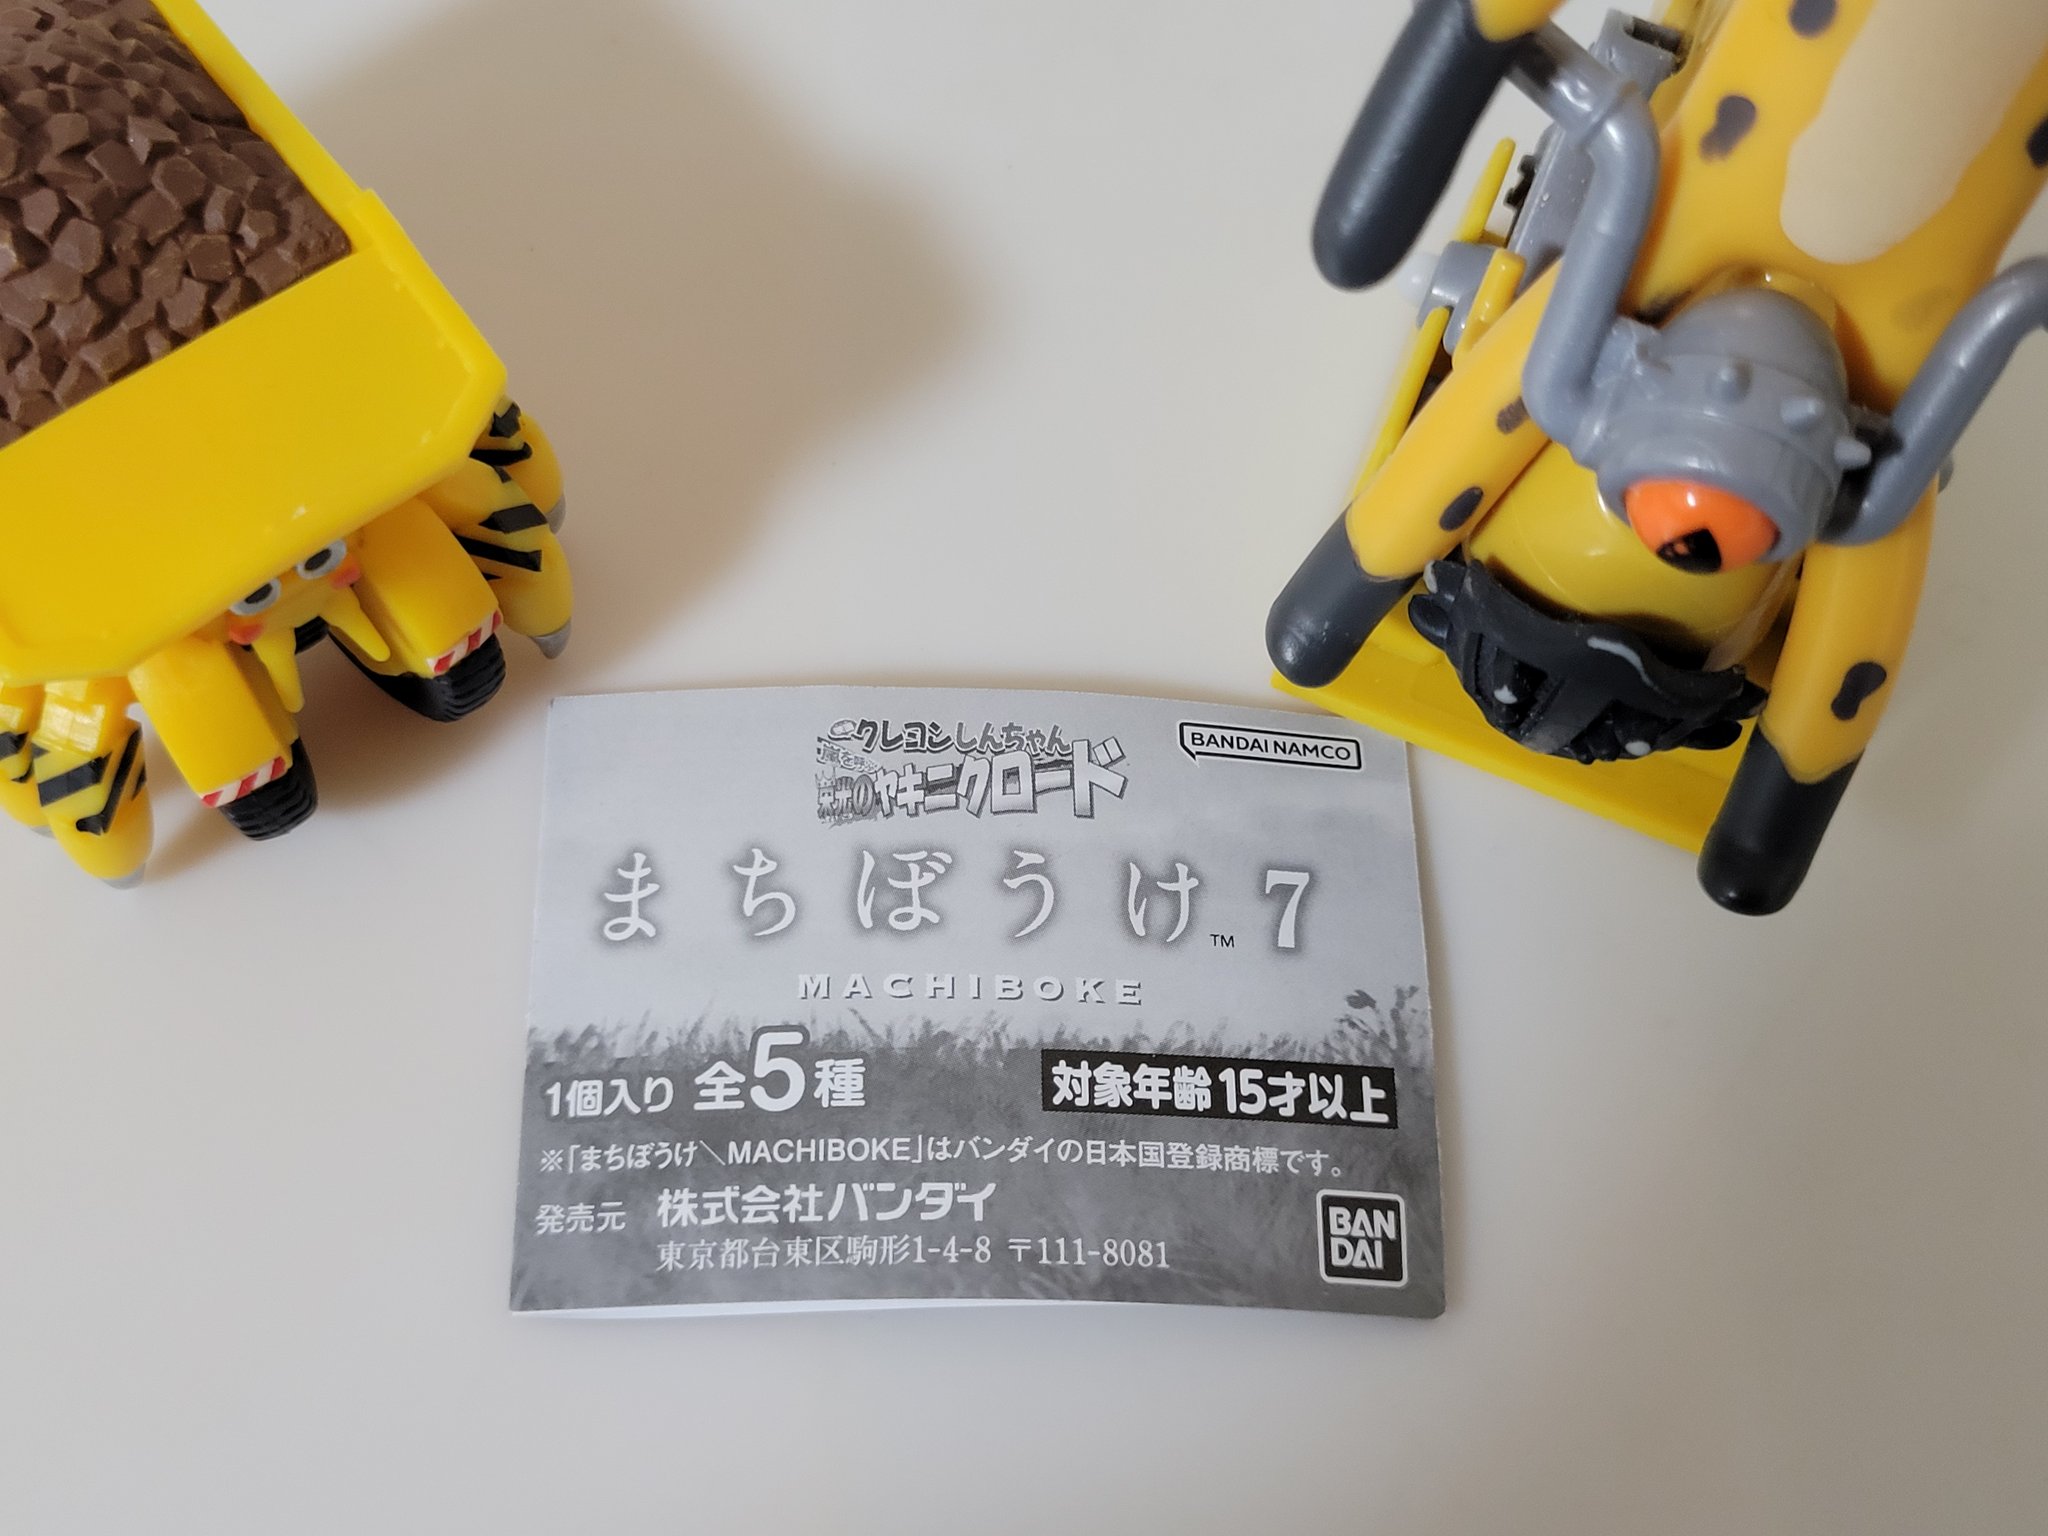 クレヨンしんちゃん
嵐を呼ぶ
栄光のヤキニクロード
BANDAI NAMCO
まちぼうけ™7
MACHIBOKE
1個入り 全5種
対象年齢15才以上
※「まちぼうけ＼MACHIBOKE」はバンダイの日本国登録商標です。
発売元 株式会社バンダイ
東京都台東区駒形1-4-8 〒111-8081
BAN
DAI